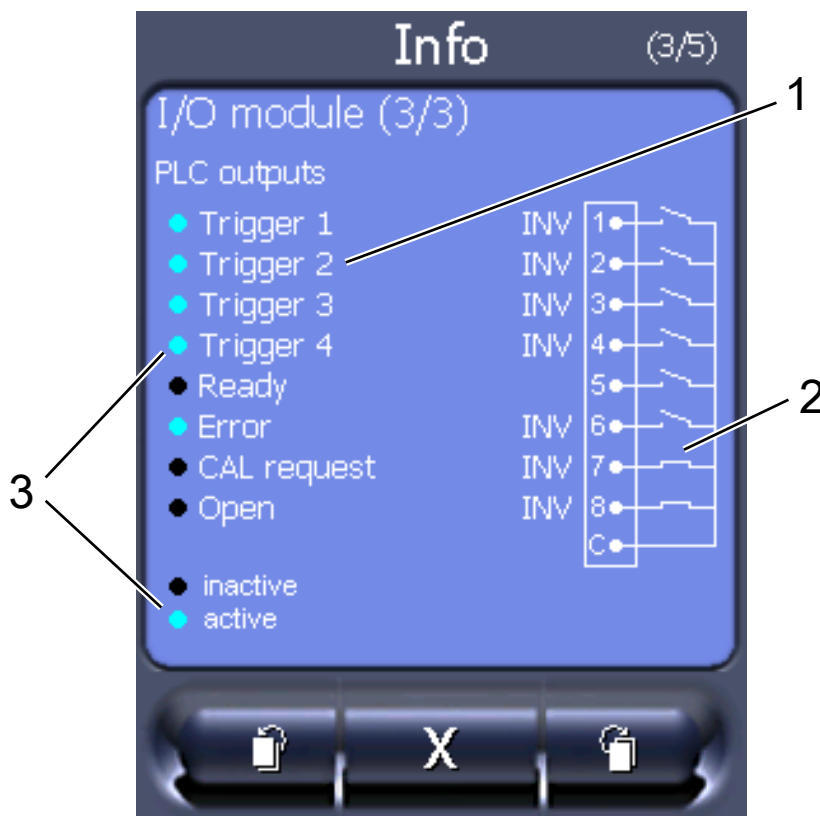 Info (3/5)
I/O module (3/3)
1
PLC outputs
Trigger 1 INV 1
Trigger 2 INV 2
Trigger 3 INV 3
Trigger 4 INV 4
Ready 5
Error INV 6
2
CAL request INV 7
3
Open INV 8
C
inactive
active
X